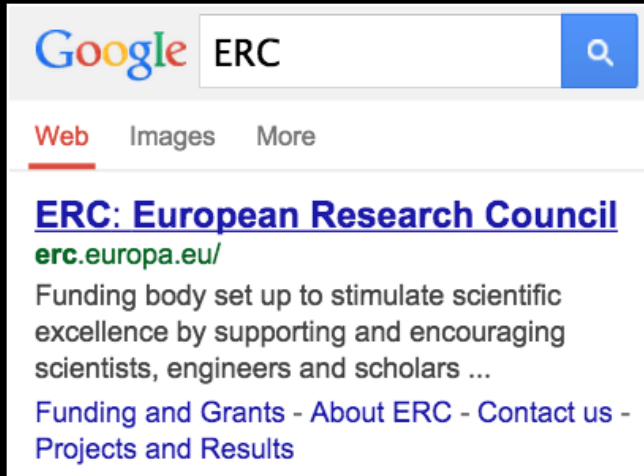 Google ERC
Web Images More
ERC: European Research Council
erc.europa.eu/
Funding body set up to stimulate scientific
excellence by supporting and encouraging
scientists, engineers and scholars ...
Funding and Grants - About ERC - Contact us -
Projects and Results